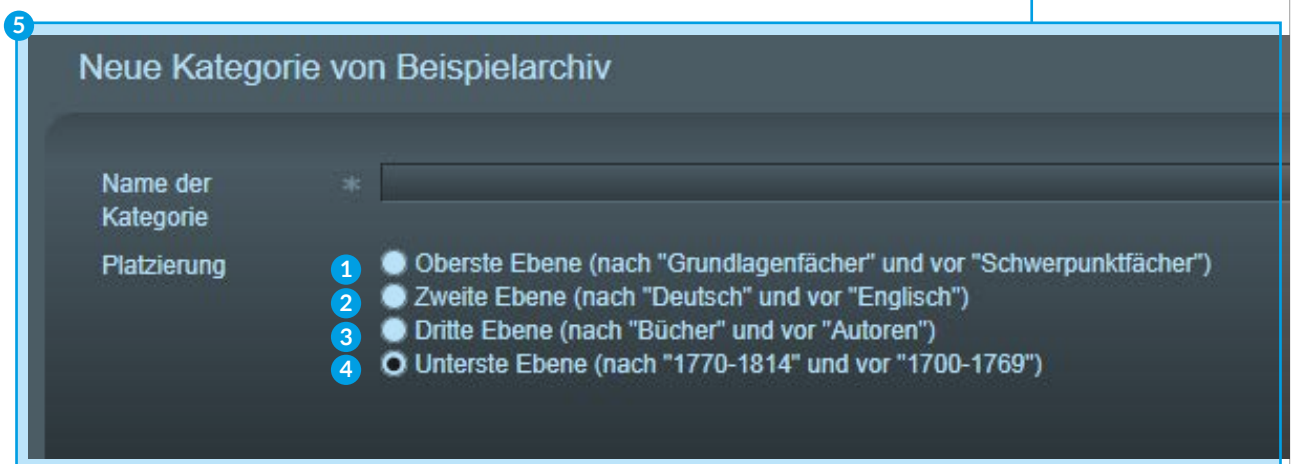 5
Neue Kategorie von Beispielarchiv
Name der *
Kategorie
Platzierung 1 Oberste Ebene (nach "Grundlagenfächer" und vor "Schwerpunktfächer")
2 Zweite Ebene (nach "Deutsch" und vor "Englisch")
3 Dritte Ebene (nach "Bücher" und vor "Autoren")
4 Unterste Ebene (nach "1770-1814" und vor "1700-1769")